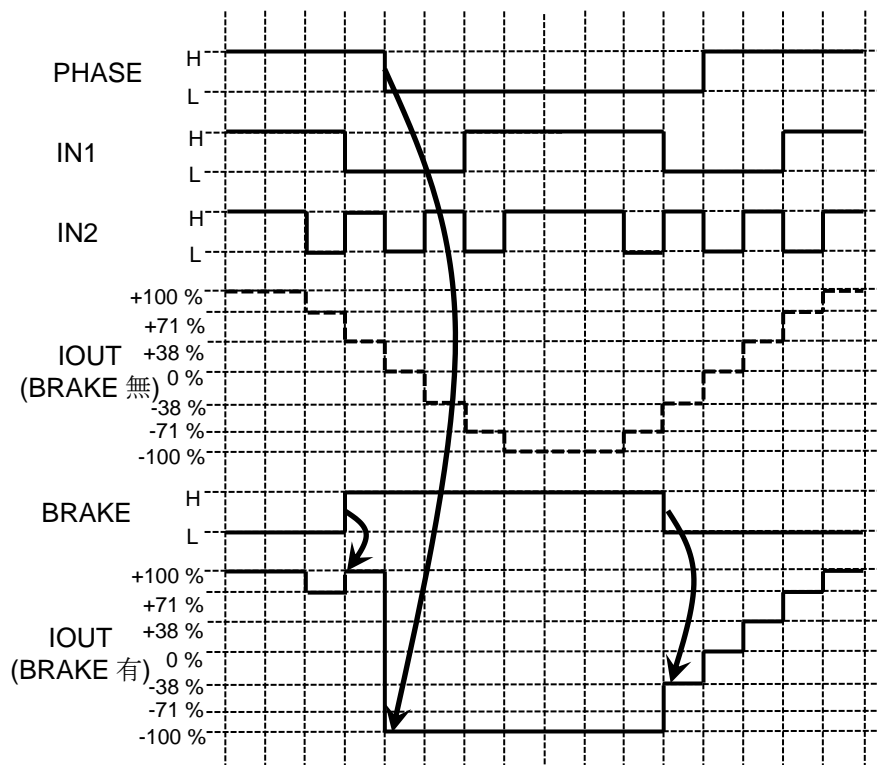 PHASE
H
L
IN1
H
L
IN2
H
L
IOUT
(BRAKE 無)
+100 %
+71 %
+38 %
0 %
-38 %
-71 %
-100 %
BRAKE
H
L
IOUT
(BRAKE 有)
+100 %
+71 %
+38 %
0 %
-38 %
-71 %
-100 %